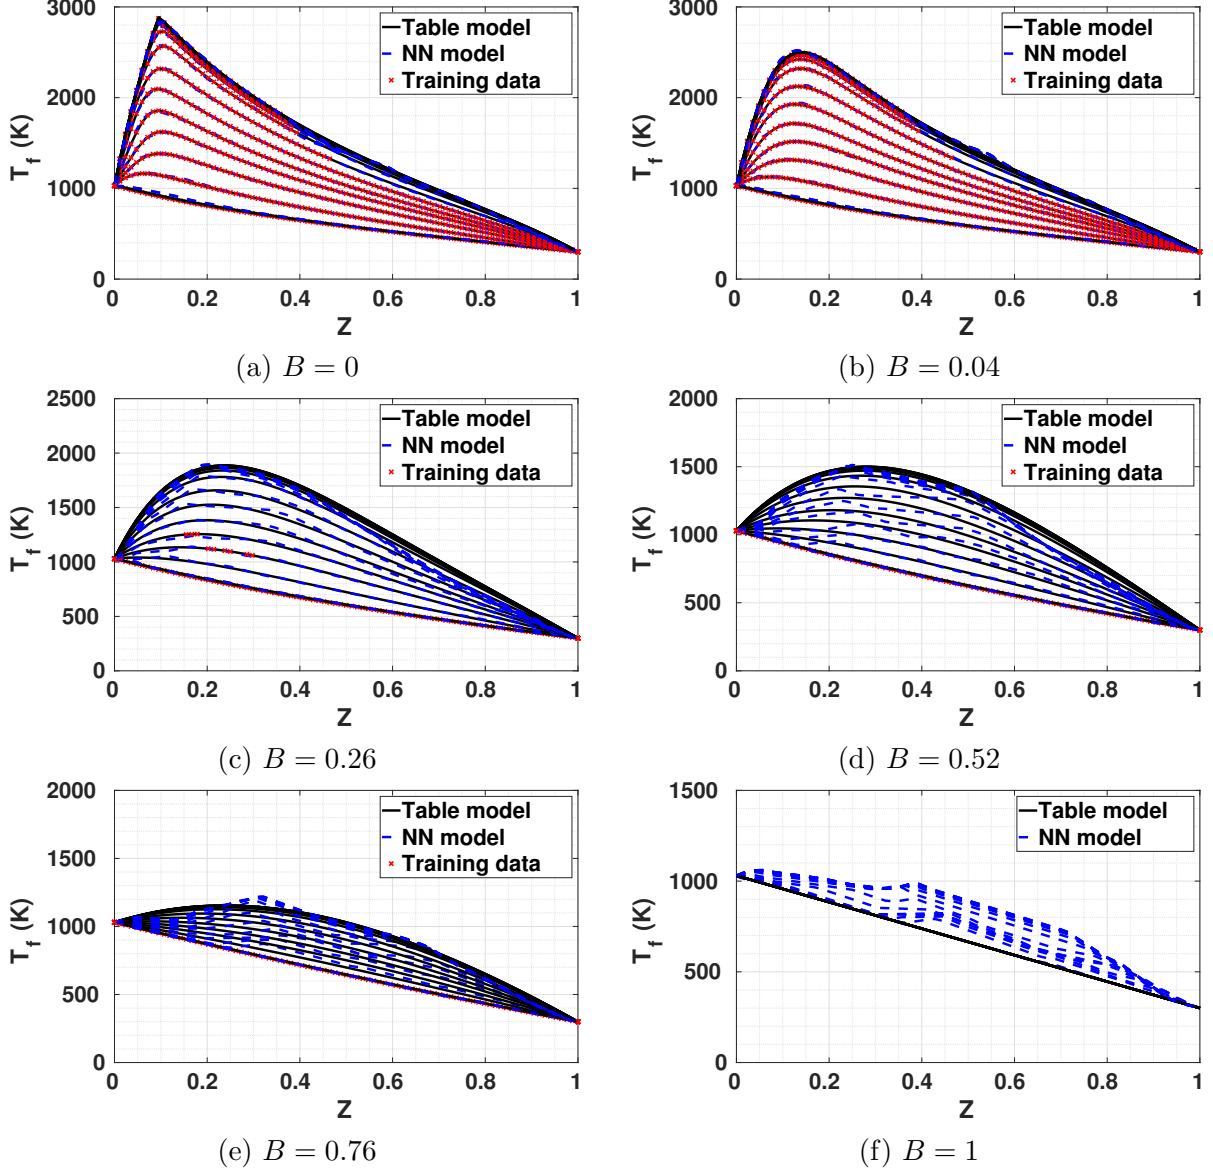 3000
2000
1000
0
T_f (K)
0 0.2 0.4 0.6 0.8 1
Z
Table model
NN model
Training data
(a) B = 0
3000
2000
1000
0
T_f (K)
0 0.2 0.4 0.6 0.8 1
Z
Table model
NN model
Training data
(b) B = 0.04
2500
2000
1500
1000
500
0
T_f (K)
0 0.2 0.4 0.6 0.8 1
Z
Table model
NN model
Training data
(c) B = 0.26
2000
1500
1000
500
0
T_f (K)
0 0.2 0.4 0.6 0.8 1
Z
Table model
NN model
Training data
(d) B = 0.52
2000
1500
1000
500
0
T_f (K)
0 0.2 0.4 0.6 0.8 1
Z
Table model
NN model
Training data
(e) B = 0.76
1500
1000
500
0
T_f (K)
0 0.2 0.4 0.6 0.8 1
Z
Table model
NN model
(f) B = 1